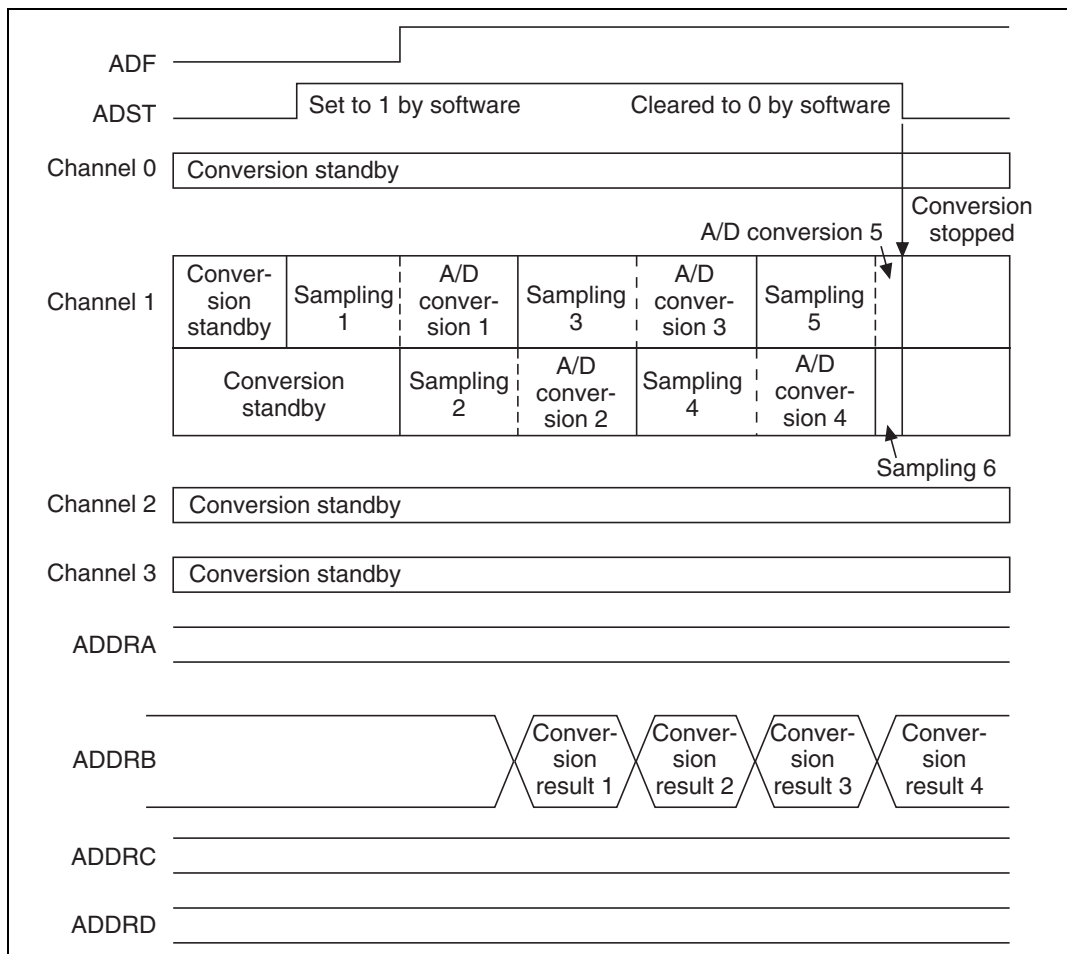 ADF
ADST
Set to 1 by software
Cleared to 0 by software
Channel 0
Conversion standby
Conversion
stopped
A/D conversion 5
Channel 1
Conver-
sion
standby
Sampling
1
A/D
conver-
sion 1
Sampling
3
A/D
conver-
sion 3
Sampling
5
Conversion
standby
Sampling
2
A/D
conver-
sion 2
Sampling
4
A/D
conver-
sion 4
Sampling 6
Channel 2
Conversion standby
Channel 3
Conversion standby
ADDRA
ADDRB
Conver-
sion
result 1
Conver-
sion
result 2
Conver-
sion
result 3
Conver-
sion
result 4
ADDRC
ADDRD